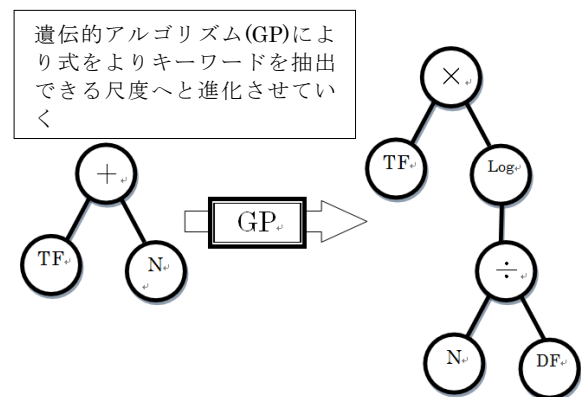 遺伝的アルゴリズム(GP)によ
り式をよりキーワードを抽出
できる尺度へと進化させてい
く
×
TF
Log
+
GP
TF
N
÷
N
DF